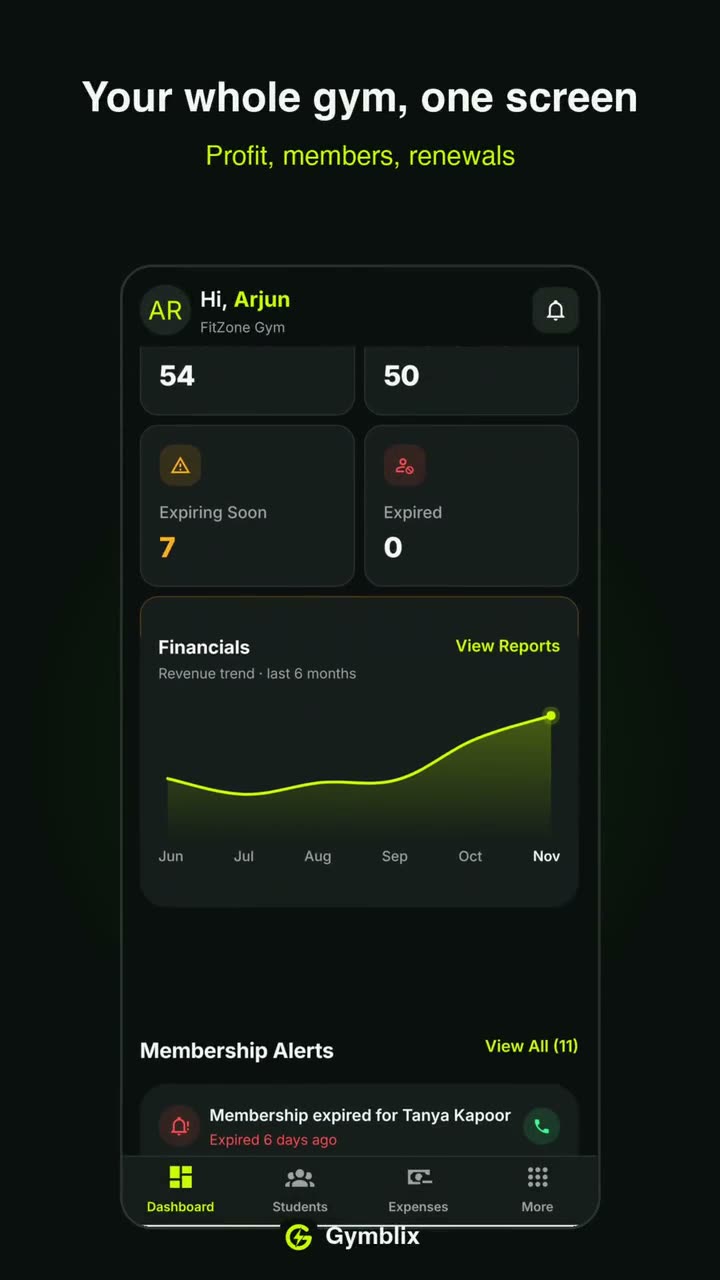 Your whole gym, one screen
Profit, members, renewals
AR
Hi, Arjun
FitZone Gym
54
50
Expiring Soon
7
Expired
0
Financials
View Reports
Revenue trend · last 6 months
Jun Jul Aug Sep Oct Nov
Membership Alerts
View All (11)
Membership expired for Tanya Kapoor
Expired 6 days ago
Dashboard Students Expenses More
Gymblix